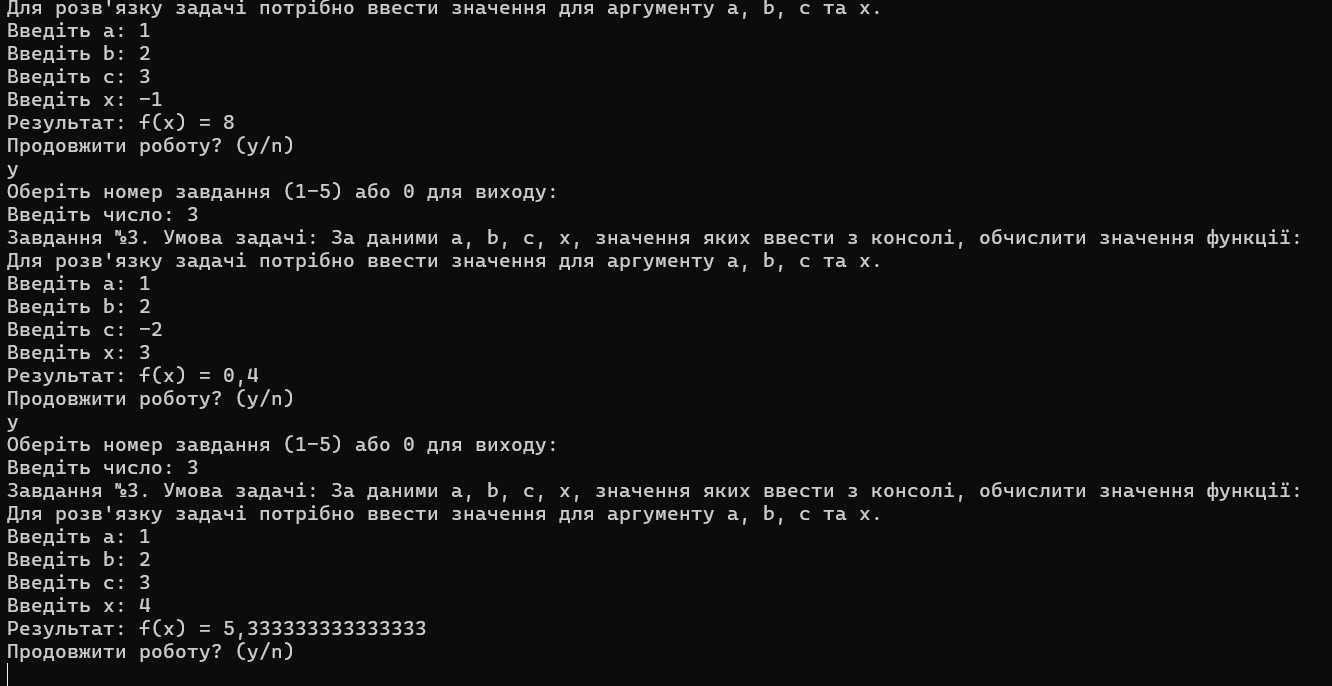 Для розв'язку задачі потрібно ввести значення для аргументу a, b, c та x.
Введіть a: 1
Введіть b: 2
Введіть c: 3
Введіть x: -1
Результат: f(x) = 8
Продовжити роботу? (y/n)
y
Оберіть номер завдання (1-5) або 0 для виходу:
Введіть число: 3
Завдання №3. Умова задачі: За даними a, b, c, x, значення яких ввести з консолі, обчислити значення функції:
Для розв'язку задачі потрібно ввести значення для аргументу a, b, c та x.
Введіть a: 1
Введіть b: 2
Введіть c: -2
Введіть x: 3
Результат: f(x) = 0,4
Продовжити роботу? (y/n)
y
Оберіть номер завдання (1-5) або 0 для виходу:
Введіть число: 3
Завдання №3. Умова задачі: За даними a, b, c, x, значення яких ввести з консолі, обчислити значення функції:
Для розв'язку задачі потрібно ввести значення для аргументу a, b, c та x.
Введіть a: 1
Введіть b: 2
Введіть c: 3
Введіть x: 4
Результат: f(x) = 5,333333333333333
Продовжити роботу? (y/n)